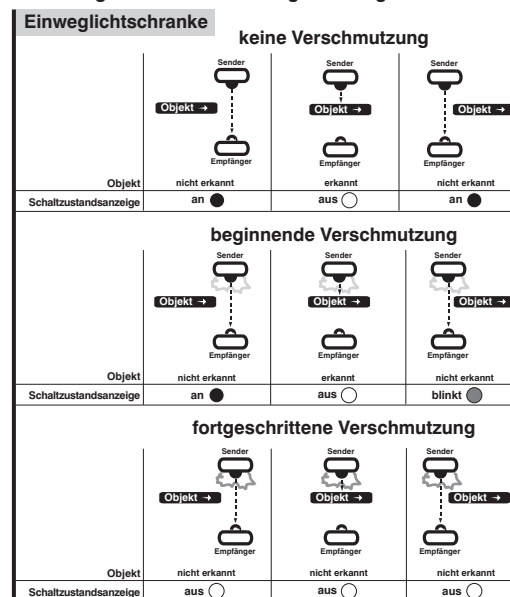 Einweglichtschranke
keine Verschmutzung
Sender Sender Sender
Objekt → Objekt → Objekt →
Empfänger Empfänger Empfänger
Objekt nicht erkannt erkannt nicht erkannt
Schaltzustandsanzeige an aus an
beginnende Verschmutzung
Sender Sender Sender
Objekt → Objekt → Objekt →
Empfänger Empfänger Empfänger
Objekt nicht erkannt erkannt nicht erkannt
Schaltzustandsanzeige an aus blinkt
fortgeschrittene Verschmutzung
Sender Sender Sender
Objekt → Objekt → Objekt →
Empfänger Empfänger Empfänger
Objekt nicht erkannt nicht erkannt nicht erkannt
Schaltzustandsanzeige aus aus aus